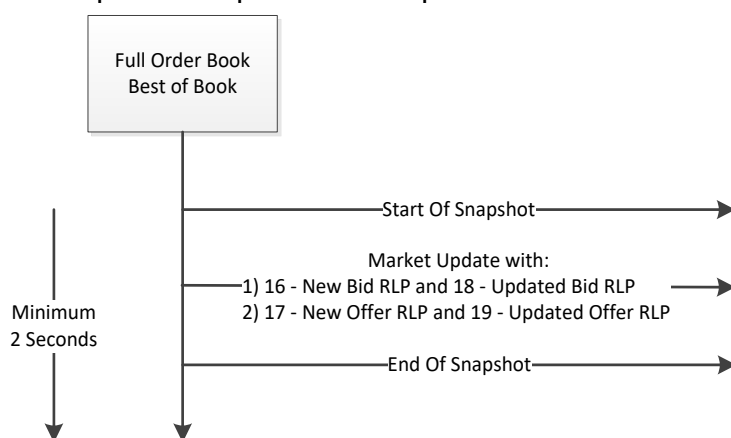 Full Order Book
Best of Book
Start Of Snapshot
Market Update with:
1) 16 - New Bid RLP and 18 - Updated Bid RLP
2) 17 - New Offer RLP and 19 - Updated Offer RLP
Minimum
2 Seconds
End Of Snapshot